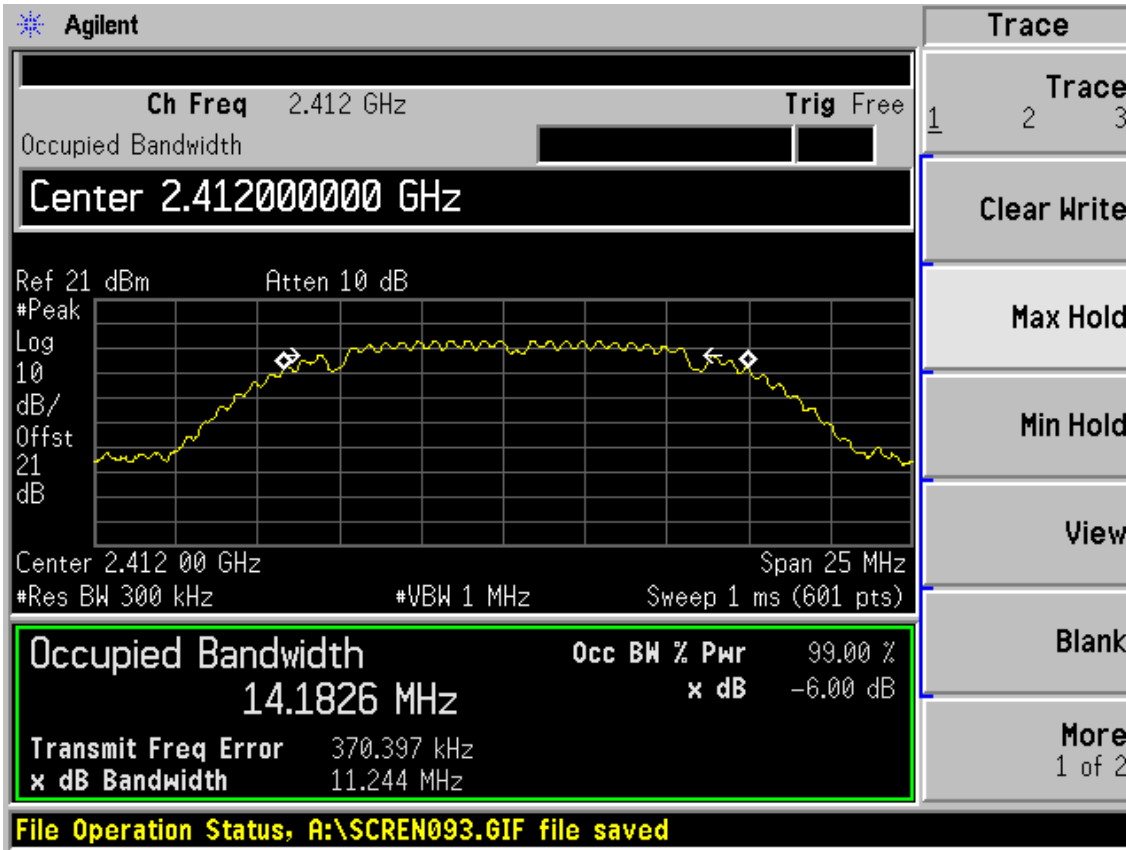 Agilent
Trace
Ch Freq 2.412 GHz Trig Free
Occupied Bandwidth
Center 2.412000000 GHz
Ref 21 dBm Atten 10 dB
#Peak
Log
10
dB/
Offst
21
dB
Center 2.412 00 GHz Span 25 MHz
#Res BW 300 kHz #VBW 1 MHz Sweep 1 ms (601 pts)
Occupied Bandwidth
14.1826 MHz
Occ BW % Pwr 99.00 %
x dB -6.00 dB
Transmit Freq Error 370.397 kHz
x dB Bandwidth 11.244 MHz
File Operation Status, A:\SCREN093.GIF file saved
Trace
1 2 3
Clear Write
Max Hold
Min Hold
View
Blank
More
1 of 2